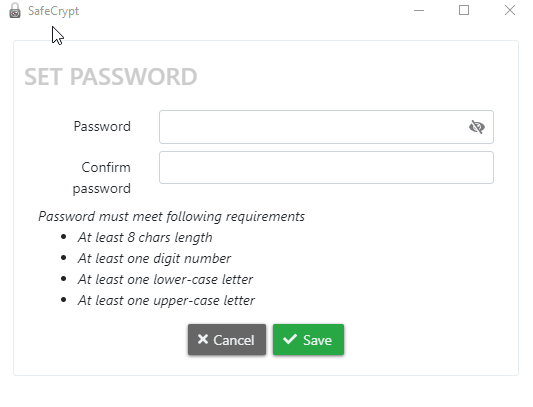 SafeCrypt
SET PASSWORD
Password
Confirm
password
Password must meet following requirements
• At least 8 chars length
• At least one digit number
• At least one lower-case letter
• At least one upper-case letter
Cancel Save